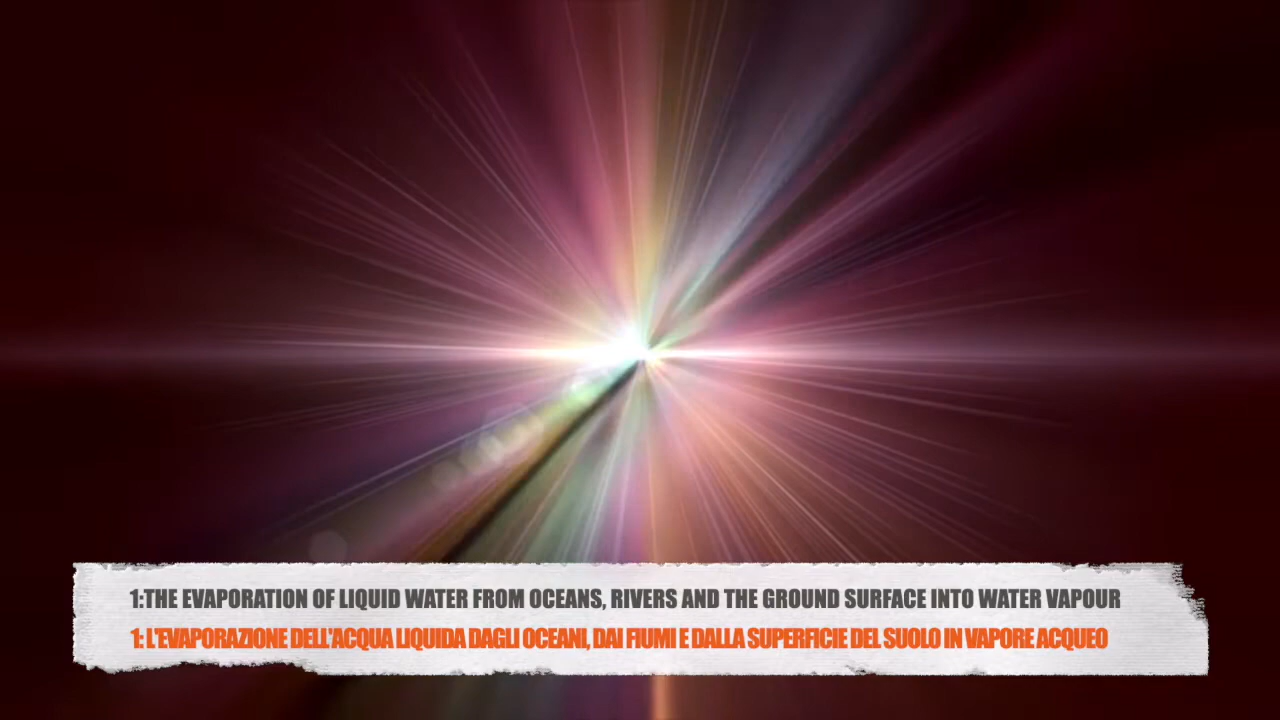 1:THE EVAPORATION OF LIQUID WATER FROM OCEANS, RIVERS AND THE GROUND SURFACE INTO WATER VAPOUR
1: L'EVAPORAZIONE DELL'ACQUA LIQUIDA DAGLI OCEANI, DAI FIUMI E DALLA SUPERFICIE DEL SUOLO IN VAPORE ACQUEO